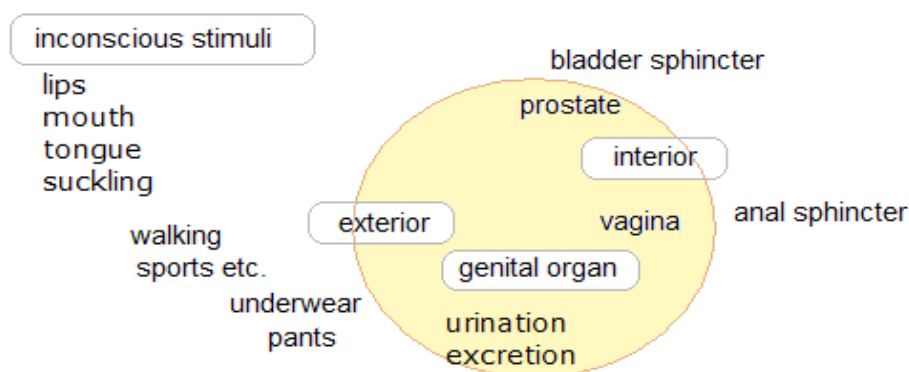 inconscious stimuli
lips
mouth
tongue
suckling
bladder sphincter
prostate
interior
exterior
vagina
anal sphincter
walking
sports etc.
genital organ
underwear
pants
urination
excretion